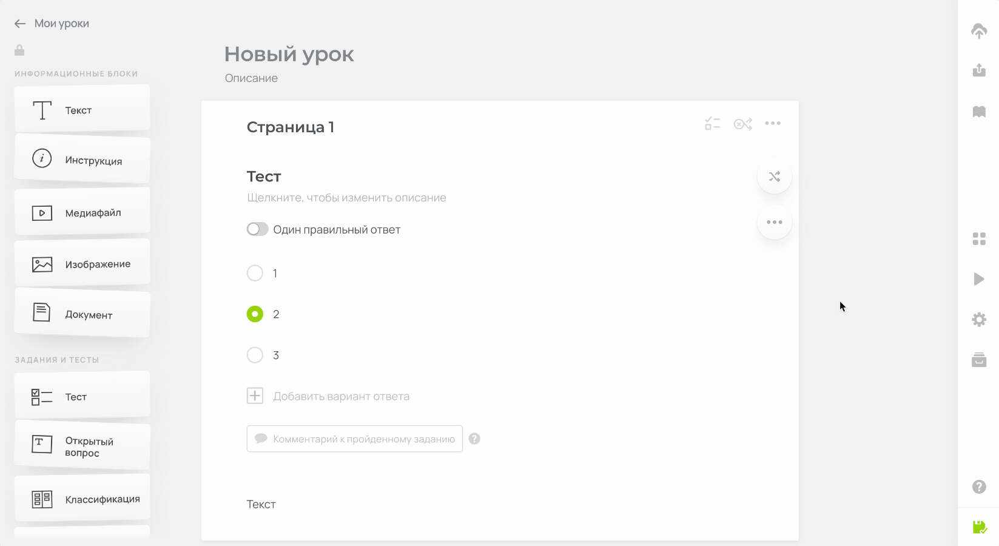 Мои уроки
ИНФОРМАЦИОННЫЕ БЛОКИ
Текст
Инструкция
Медиафайл
Изображение
Документ
ЗАДАНИЯ И ТЕСТЫ
Тест
Открытый
вопрос
Классификация
Новый урок
Описание
Страница 1
Тест
Щелкните, чтобы изменить описание
Один правильный ответ
1
2
3
Добавить вариант ответа
Комментарий к пройденному заданию
?
Текст
?